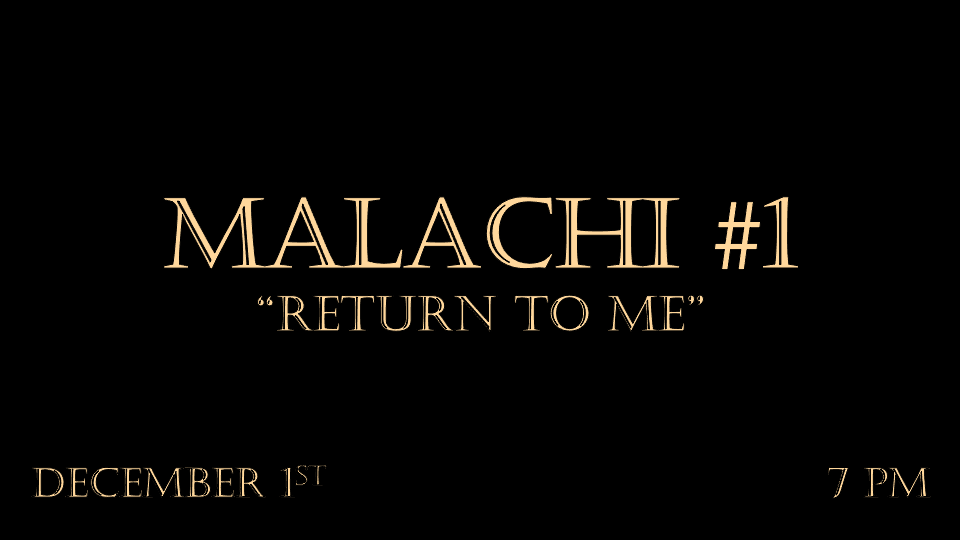 MALACHI #1
“RETURN TO ME”
DECEMBER 1ST
7 PM